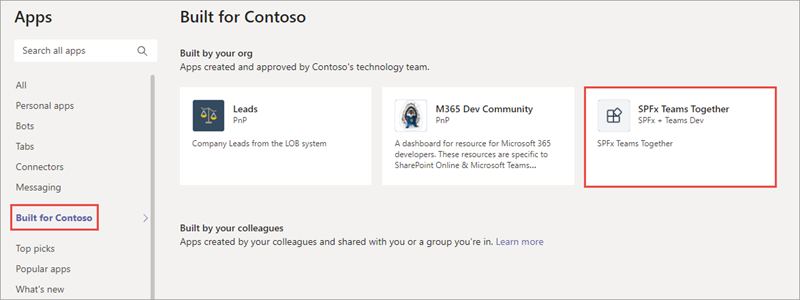 Apps
Search all apps
All
Personal apps
Bots
Tabs
Connectors
Messaging
Built for Contoso
Top picks
Popular apps
What's new
Built for Contoso
Built by your org
Apps created and approved by Contoso's technology team.
Leads
PnP
Company Leads from the LOB system
M365 Dev Community
PnP
A dashboard for resource for Microsoft 365
developers. These resources are specific to
SharePoint Online & Microsoft Teams...
SPFx Teams Together
SPFx + Teams Dev
SPFx Teams Together
Built by your colleagues
Apps created by your colleagues and shared with you or a group you're in. Learn more